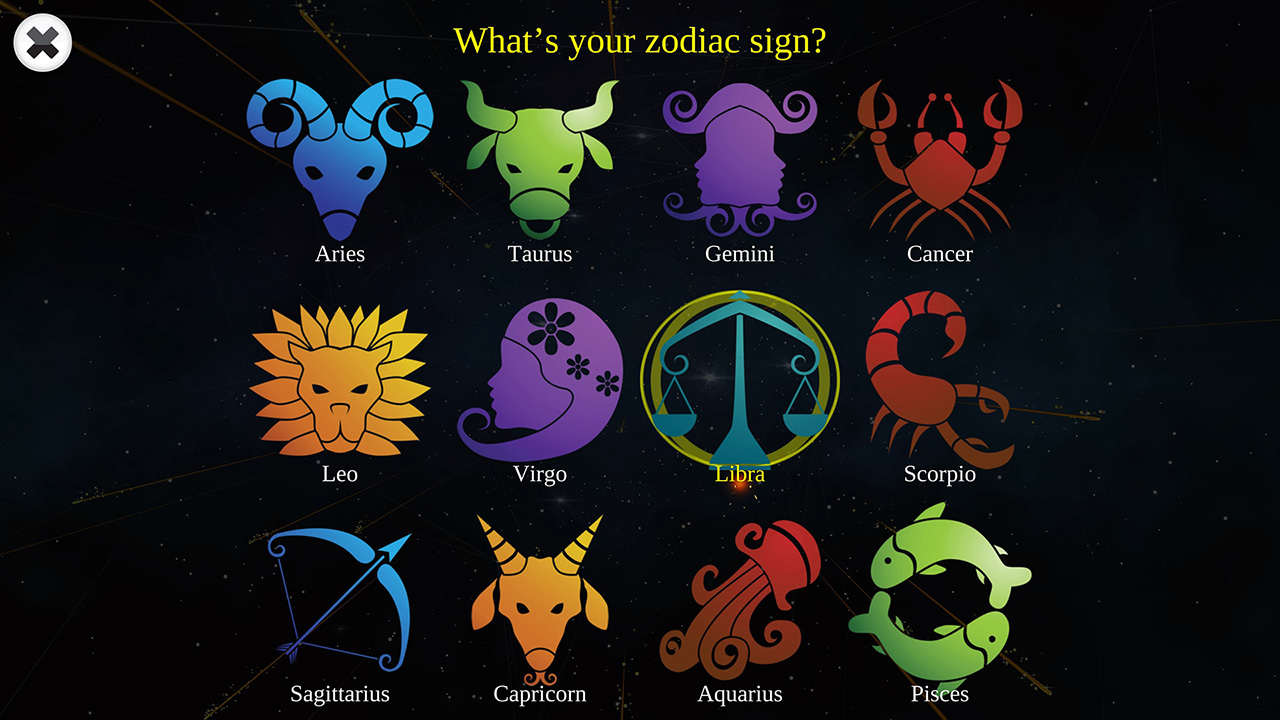 What’s your zodiac sign?
Aries
Taurus
Gemini
Cancer
Leo
Virgo
Libra
Scorpio
Sagittarius
Capricorn
Aquarius
Pisces